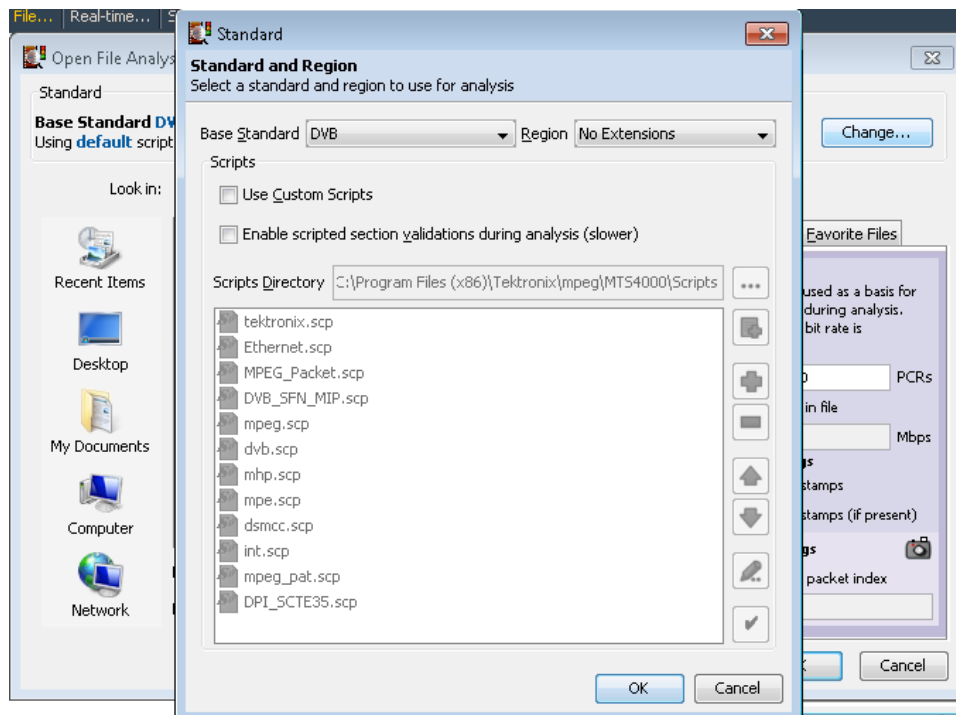 File... Real-time... S
Open File Analys
Standard
Base Standard DV
Using default script
Change...
Look in:
Recent Items
Desktop
My Documents
Computer
Network
Standard
Standard and Region
Select a standard and region to use for analysis
Base Standard DVB Region No Extensions
Scripts
Use Custom Scripts
Enable scripted section validations during analysis (slower)
Scripts Directory C:\Program Files (x86)\Tektronix\mpeg\MTS4000\Scripts ...
tektronix.scp
Ethernet.scp
MPEG_Packet.scp
DVB_SFN_MIP.scp
mpeg.scp
dvb.scp
mhp.scp
mpe.scp
dsmcc.scp
int.scp
mpeg_pat.scp
DPI_SCTE35.scp
OK Cancel
Favorite Files
used as a basis for
during analysis.
bit rate is
PCRs
in file
Mbps
gs
stamps
stamps (if present)
gs
packet index
Cancel